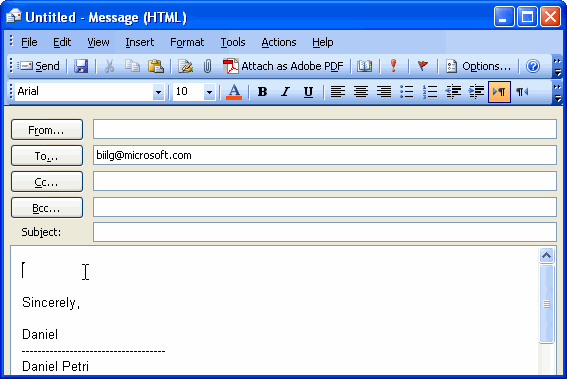 Untitled - Message (HTML)
File Edit View Insert Format Tools Actions Help
Send Attach as Adobe PDF Options...
Arial 10 A B I U
From...
To... biilg@microsoft.com
Cc...
Bcc...
Subject:
Sincerely,
Daniel
------------------------------------
Daniel Petri